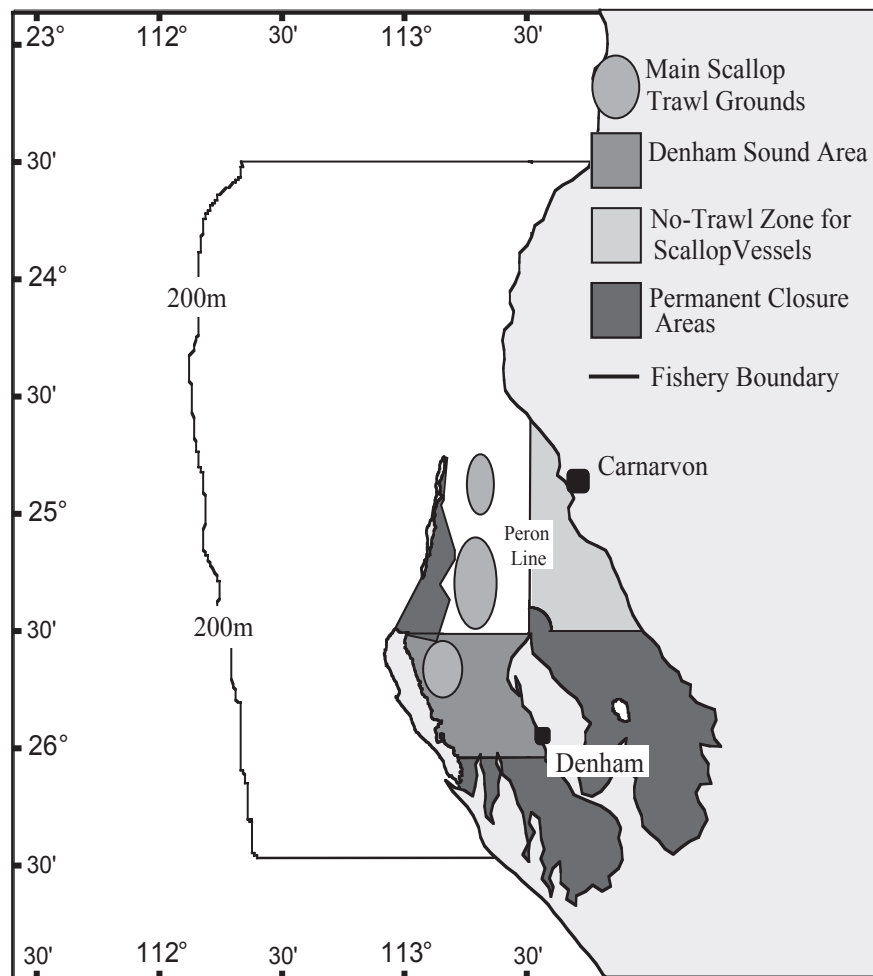 112° 30' 113° 30'
23°
Main Scallop
Trawl Grounds
30'
Denham Sound Area
No-Trawl Zone for
ScallopVessels
24°
200m
Permanent Closure
Areas
30'
Fishery Boundary
Carnarvon
25°
Peron
Line
30'
200m
26°
Denham
30'
30' 112° 30' 113° 30'